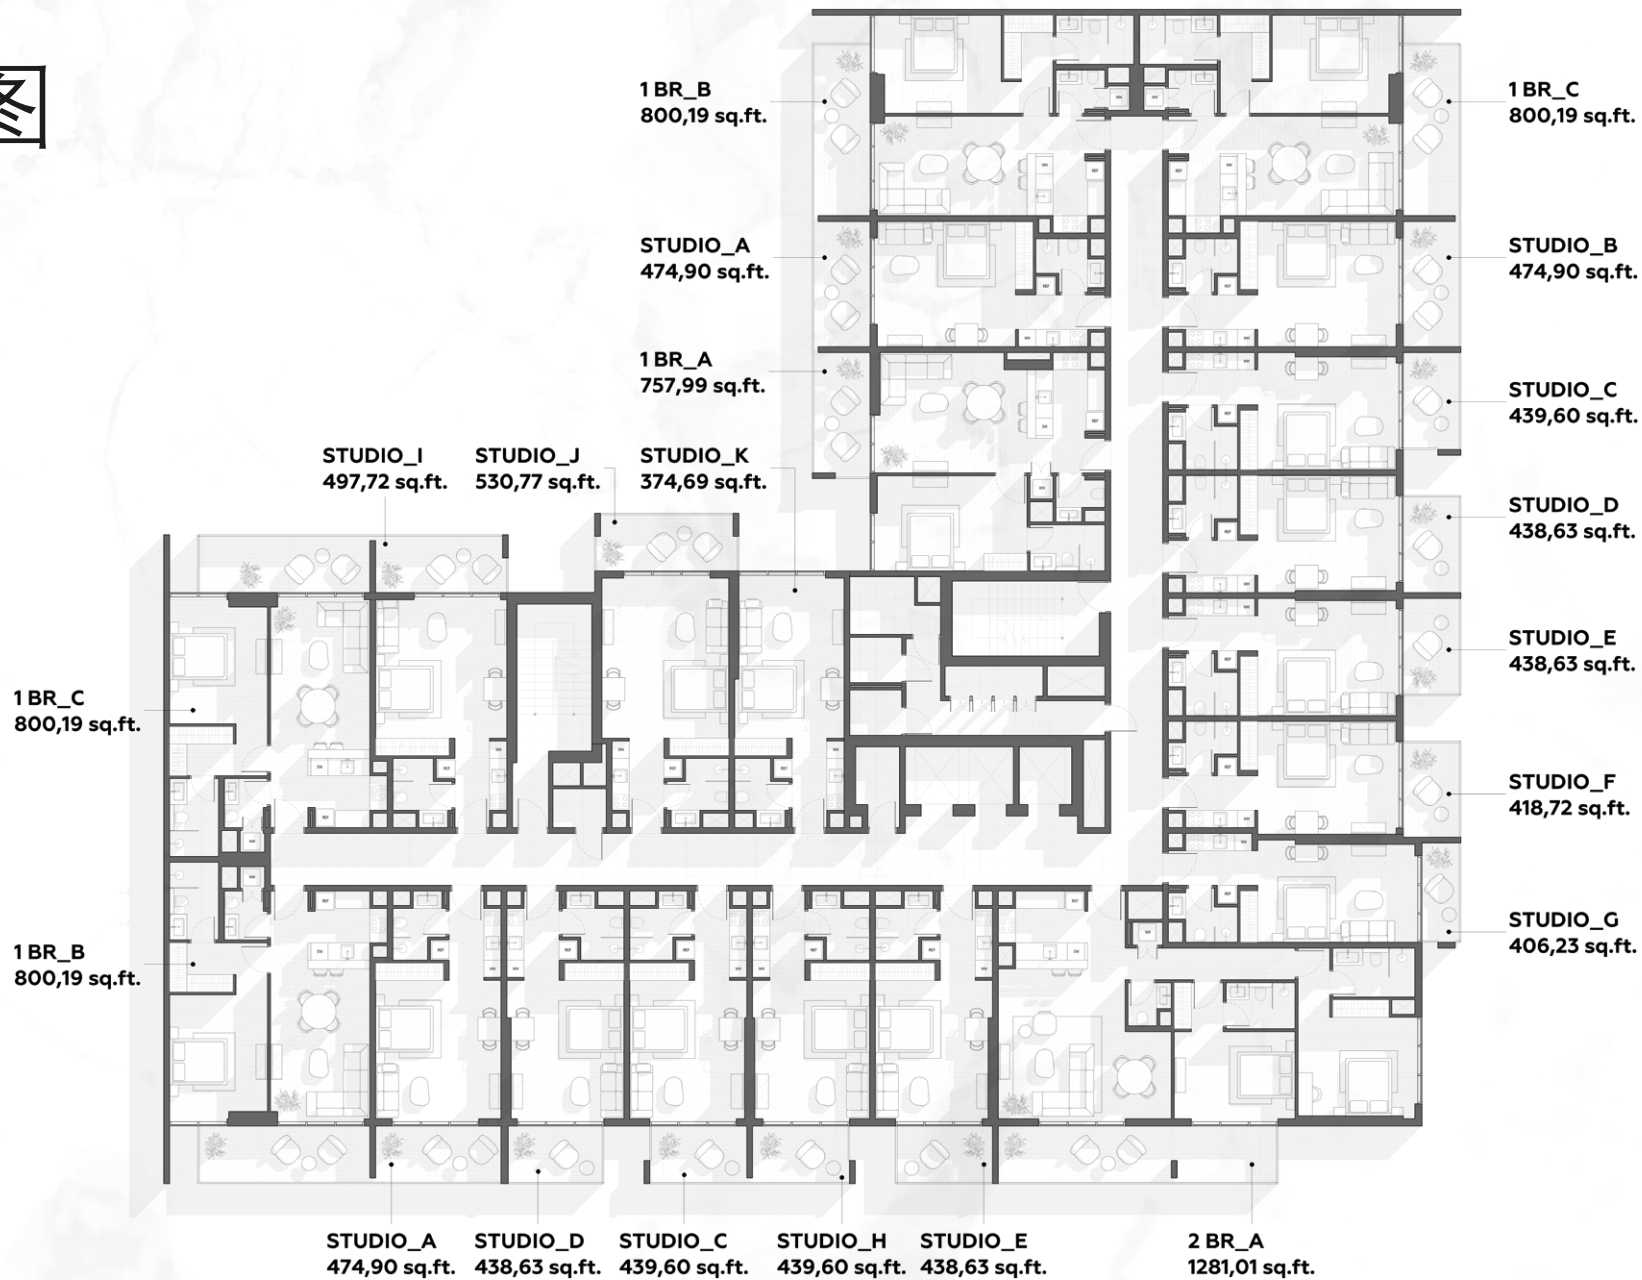 图
1 BR_B
800,19 sq.ft.
1 BR_C
800,19 sq.ft.
STUDIO_A
474,90 sq.ft.
STUDIO_B
474,90 sq.ft.
1 BR_A
757,99 sq.ft.
STUDIO_C
439,60 sq.ft.
STUDIO_I
497,72 sq.ft.
STUDIO_J
530,77 sq.ft.
STUDIO_K
374,69 sq.ft.
STUDIO_D
438,63 sq.ft.
STUDIO_E
438,63 sq.ft.
1 BR_C
800,19 sq.ft.
STUDIO_F
418,72 sq.ft.
STUDIO_G
406,23 sq.ft.
1 BR_B
800,19 sq.ft.
STUDIO_A
474,90 sq.ft.
STUDIO_D
438,63 sq.ft.
STUDIO_C
439,60 sq.ft.
STUDIO_H
439,60 sq.ft.
STUDIO_E
438,63 sq.ft.
2 BR_A
1281,01 sq.ft.